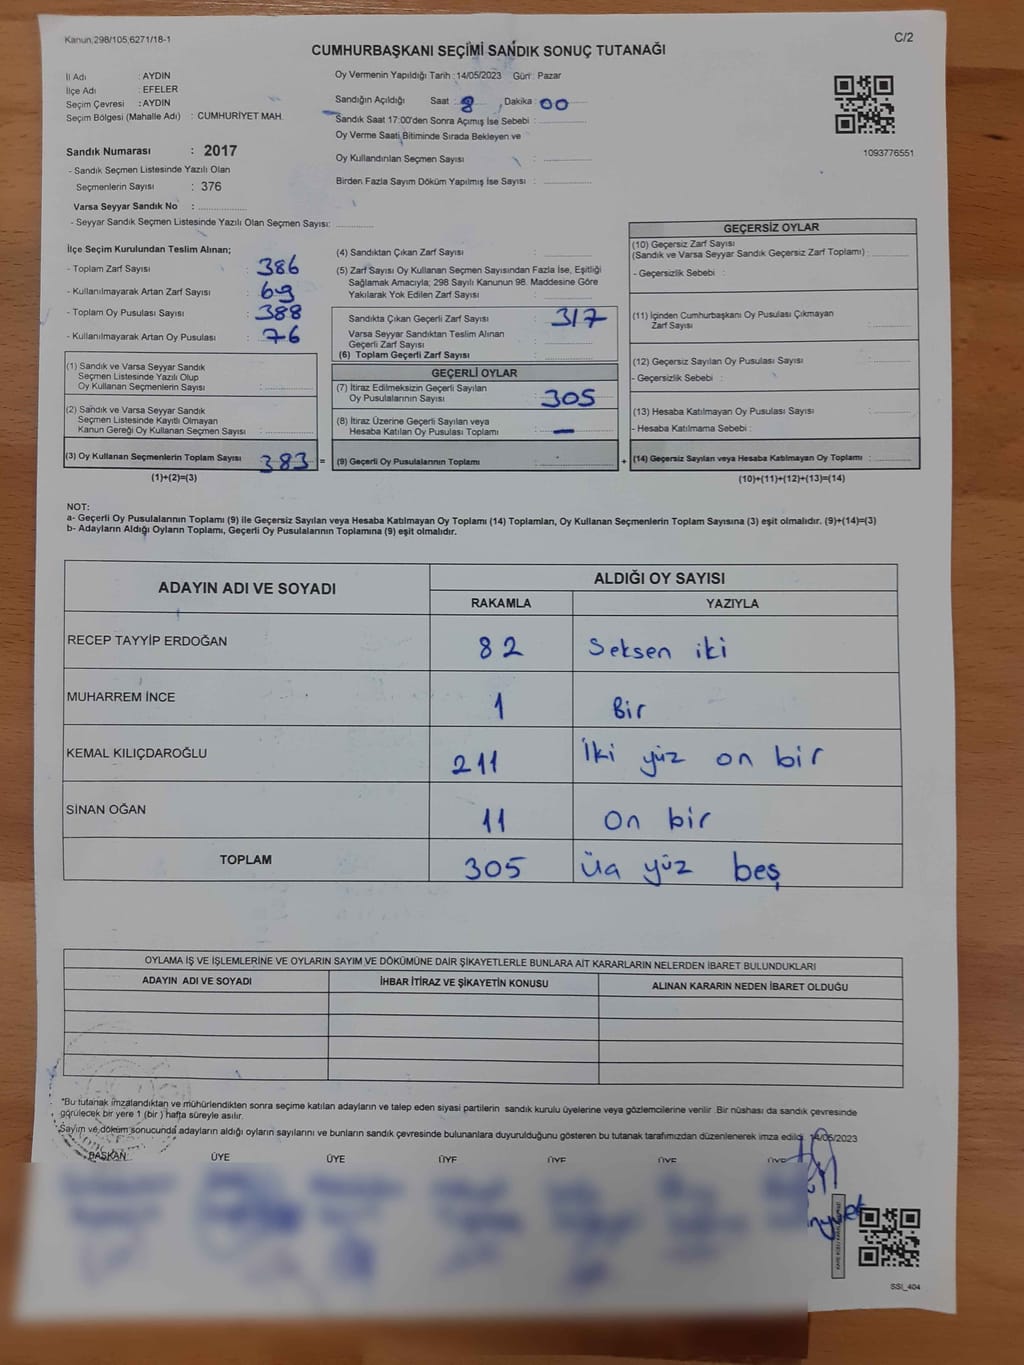 Kanun,298/105,6271/18-1
C/2
CUMHURBAŞKANI SEÇİMİ SANDIK SONUÇ TUTANAĞI
İl Adı : AYDIN
İlçe Adı : EFELER
Seçim Çevresi : AYDIN
Seçim Bölgesi (Mahalle Adı) : CUMHURİYET MAH.
Sandık Numarası : 2017
- Sandık Seçmen Listesinde Yazılı Olan
Seçmenlerin Sayısı : 376
Varsa Seyyar Sandık No :
- Seyyar Sandık Seçmen Listesinde Yazılı Olan Seçmen Sayısı:
Oy Vermenin Yapıldığı Tarih : 14/05/2023 Gün : Pazar
Sandığın Açıldığı Saat : 8 Dakika : 00
Sandık Saat 17:00'den Sonra Açmış İse Sebebi :
Oy Verme Saati Bitiminde Sırada Bekleyen ve
Oy Kullandırılan Seçmen Sayısı :
Birden Fazla Sayım Döküm Yapılmış İse Sayısı :
1093776551
İlçe Seçim Kurulundan Teslim Alınan;
- Toplam Zarf Sayısı : 386
- Kullanılmayarak Artan Zarf Sayısı : 69
- Toplam Oy Pusulası Sayısı : 388
- Kullanılmayarak Artan Oy Pusulası : 76
(1) Sandık ve Varsa Seyyar Sandık
Seçmen Listesinde Yazılı Olup
Oy Kullanan Seçmenlerin Sayısı :
(2) Sandık ve Varsa Seyyar Sandık
Seçmen Listesinde Kayıtlı Olmayan
Kanun Gereği Oy Kullanan Seçmen Sayısı :
(3) Oy Kullanan Seçmenlerin Toplam Sayısı 383 =
(1)+(2)=(3)
(4) Sandıktan Çıkan Zarf Sayısı :
(5) Zarf Sayısı Oy Kullanan Seçmen Sayısından Fazla İse, Eşitliği
Sağlamak Amacıyla; 298 Sayılı Kanunun 98. Maddesine Göre
Yakılarak Yok Edilen Zarf Sayısı :
Sandıkta Çıkan Geçerli Zarf Sayısı : 317
Varsa Seyyar Sandıktan Teslim Alınan
Geçerli Zarf Sayısı :
(6) Toplam Geçerli Zarf Sayısı :
GEÇERLİ OYLAR
(7) İtiraz Edilmeksizin Geçerli Sayılan
Oy Pusulalarının Sayısı : 305
(8) İtiraz Üzerine Geçerli Sayılan veya
Hesaba Katılan Oy Pusulası Toplamı : —
(9) Geçerli Oy Pusulalarının Toplamı : +
GEÇERSİZ OYLAR
(10) Geçersiz Zarf Sayısı
(Sandık ve Varsa Seyyar Sandık Geçersiz Zarf Toplamı) :
- Geçersizlik Sebebi :
(11) İçinden Cumhurbaşkanı Oy Pusulası Çıkmayan
Zarf Sayısı :
(12) Geçersiz Sayılan Oy Pusulası Sayısı :
- Geçersizlik Sebebi :
(13) Hesaba Katılmayan Oy Pusulası Sayısı :
- Hesaba Katılmama Sebebi :
(14) Geçersiz Sayılan veya Hesaba Katılmayan Oy Toplamı :
(10)+(11)+(12)+(13)=(14)
NOT:
a- Geçerli Oy Pusulalarının Toplamı (9) ile Geçersiz Sayılan veya Hesaba Katılmayan Oy Toplamı (14) Toplamları, Oy Kullanan Seçmenlerin Toplam Sayısına (3) eşit olmalıdır. (9)+(14)=(3)
b- Adayların Aldığı Oyların Toplamı, Geçerli Oy Pusulalarının Toplamına (9) eşit olmalıdır.
ADAYIN ADI VE SOYADI ALDIĞI OY SAYISI
RAKAMLA YAZIYLA
RECEP TAYYİP ERDOĞAN 82 Seksen iki
MUHARREM İNCE 1 Bir
KEMAL KILIÇDAROĞLU 211 İki yüz on bir
SİNAN OĞAN 11 On bir
TOPLAM 305 yüz beş
OYLAMA İŞ VE İŞLEMLERİNE VE OYLARIN SAYIM VE DÖKÜMÜNE DAİR ŞİKAYETLERLE BUNLARA AİT KARARLARIN NELERDEN İBARET BULUNDUKLARI
ADAYIN ADI VE SOYADI İHBAR İTİRAZ VE ŞİKAYETİN KONUSU ALINAN KARARIN NEDEN İBARET OLDUĞU
"Bu tutanak imzalandıktan ve mühürlendikten sonra seçime katılan adayların ve talep eden siyasi partilerin sandık kurulu üyelerine veya gözlemcilerine verilir .Bir nüshası da sandık çevresinde
görülecek bir yere 1 (bir ) hafta süreyle asılır.
Sayım ve döküm sonucunda adayların aldığı oyların sayılarını ve bunların sandık çevresinde bulunanlara duyurulduğunu gösteren bu tutanak tarafımızdan düzenlenerek imza edildi. 14/05/2023
BAŞKAN ÜYE ÜYE ÜYE ÜYE ÜYE ÜYE
SSI_404